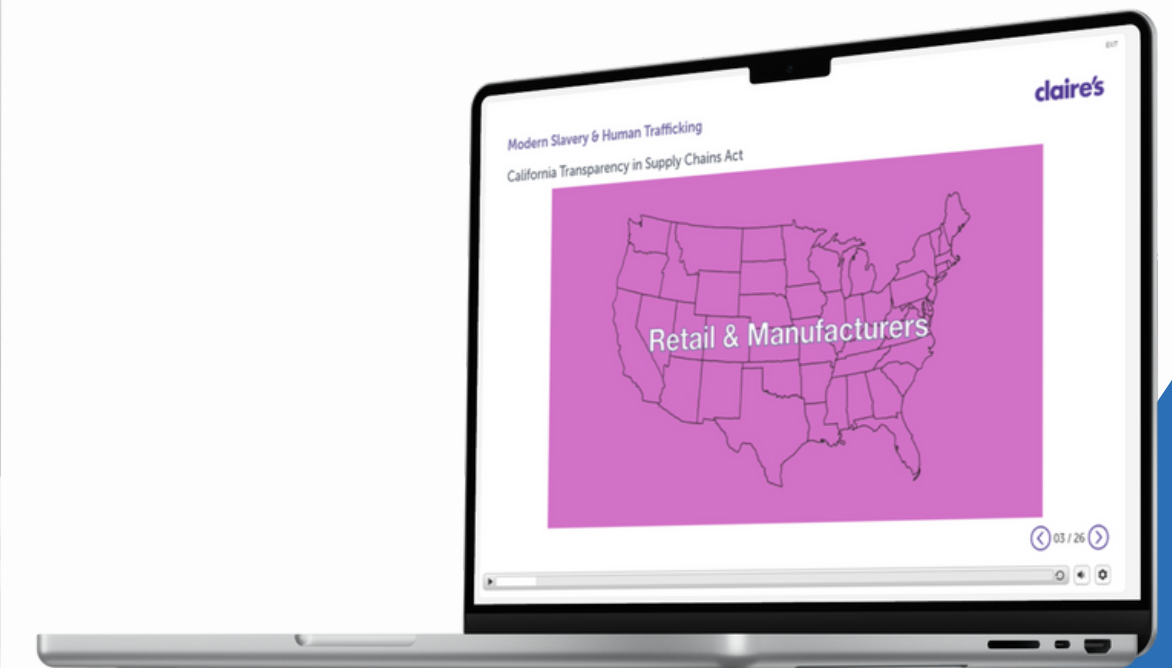 EXIT
claire's
Modern Slavery & Human Trafficking
California Transparency in Supply Chains Act
Retail & Manufacturers
03 / 26